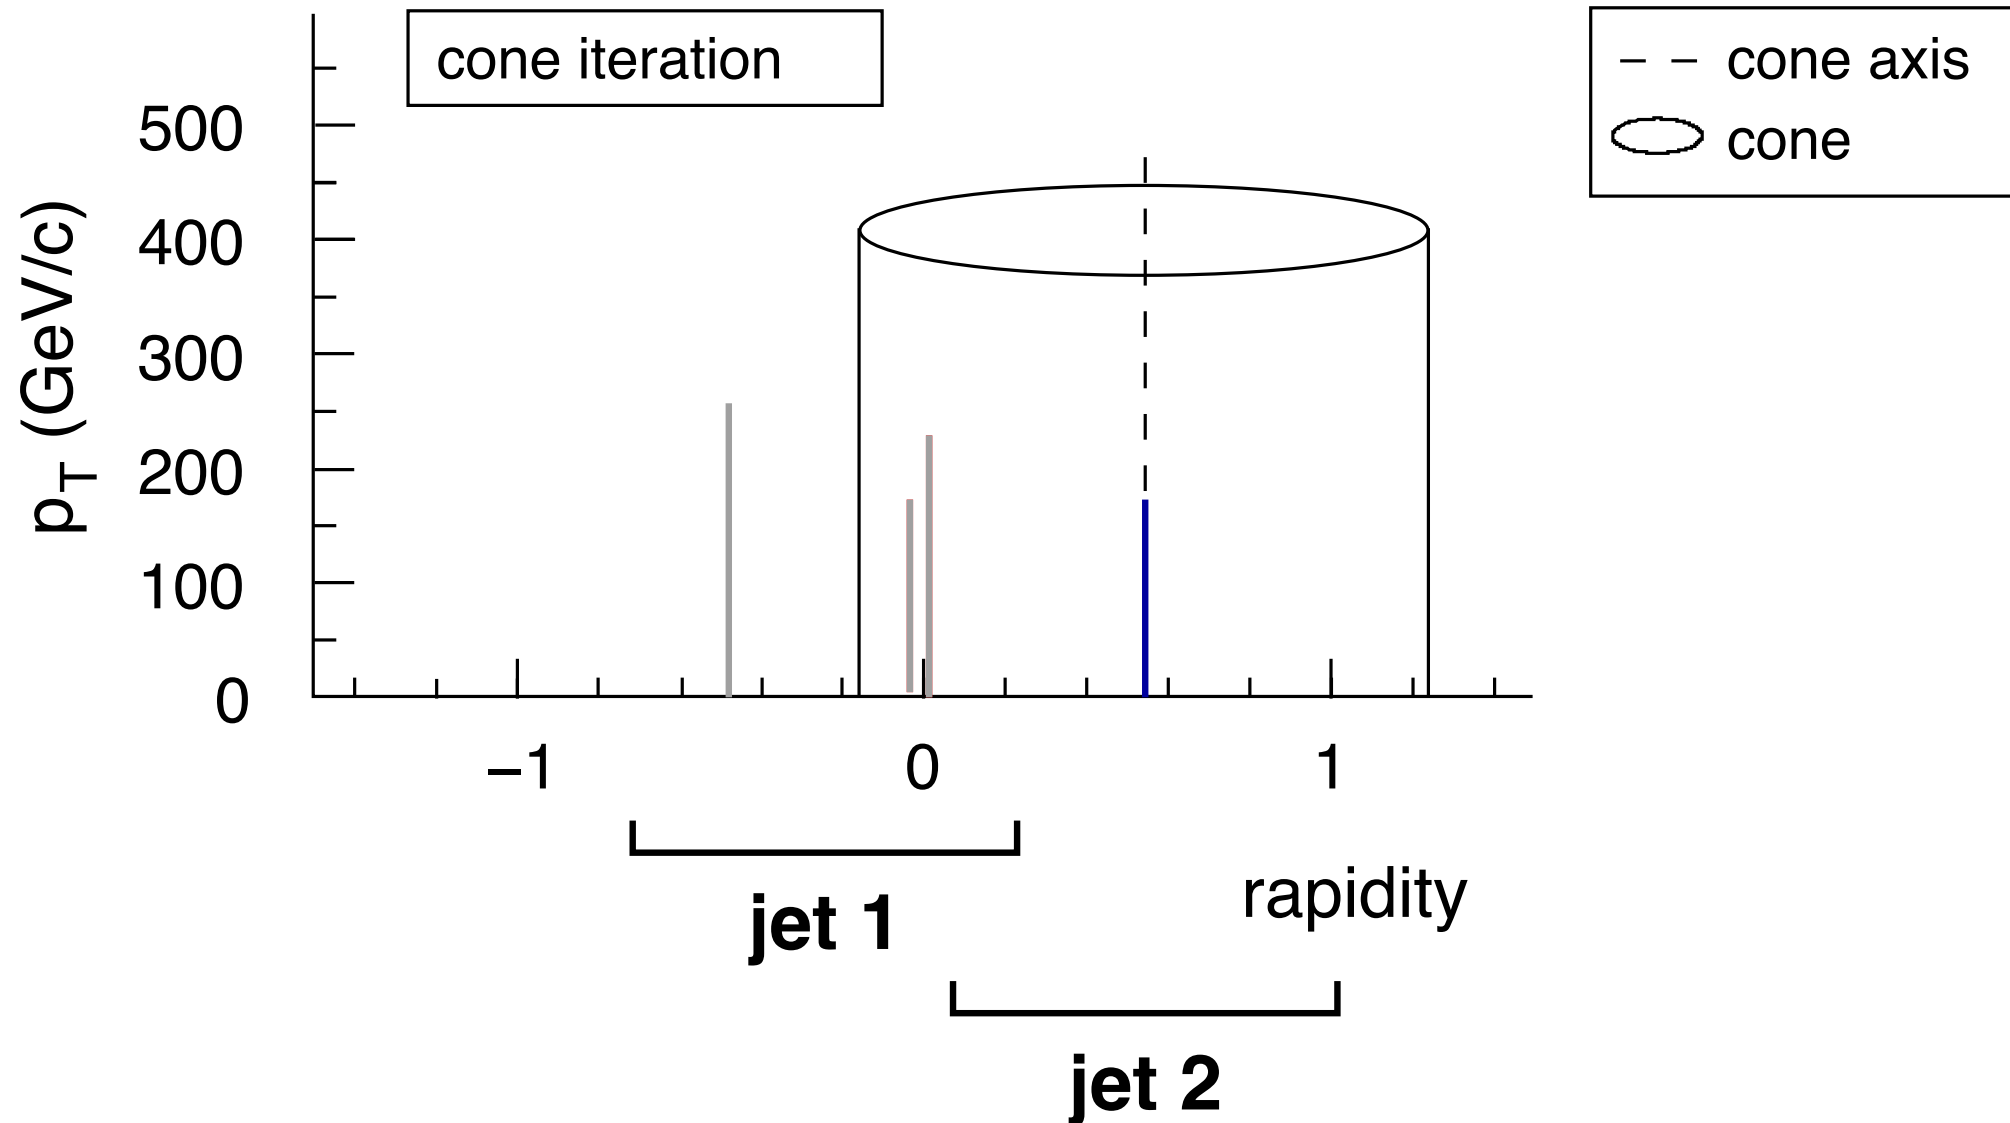 cone iteration
cone axis
cone
500
400
300
200
100
0
p_T (GeV/c)
−1 0 1
jet 1
rapidity
jet 2